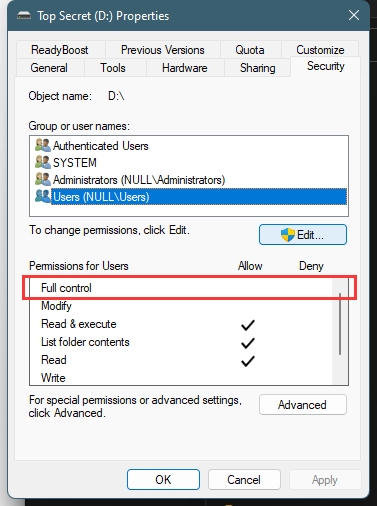 Top Secret (D:) Properties
ReadyBoost Previous Versions Quota Customize
General Tools Hardware Sharing Security
Object name: D:\
Group or user names:
Authenticated Users
SYSTEM
Administrators (NULL\Administrators)
Users (NULL\Users)
To change permissions, click Edit.
Edit...
Permissions for Users Allow Deny
Full control
Modify
Read & execute
List folder contents
Read
Write
For special permissions or advanced settings,
click Advanced.
Advanced
OK Cancel Apply